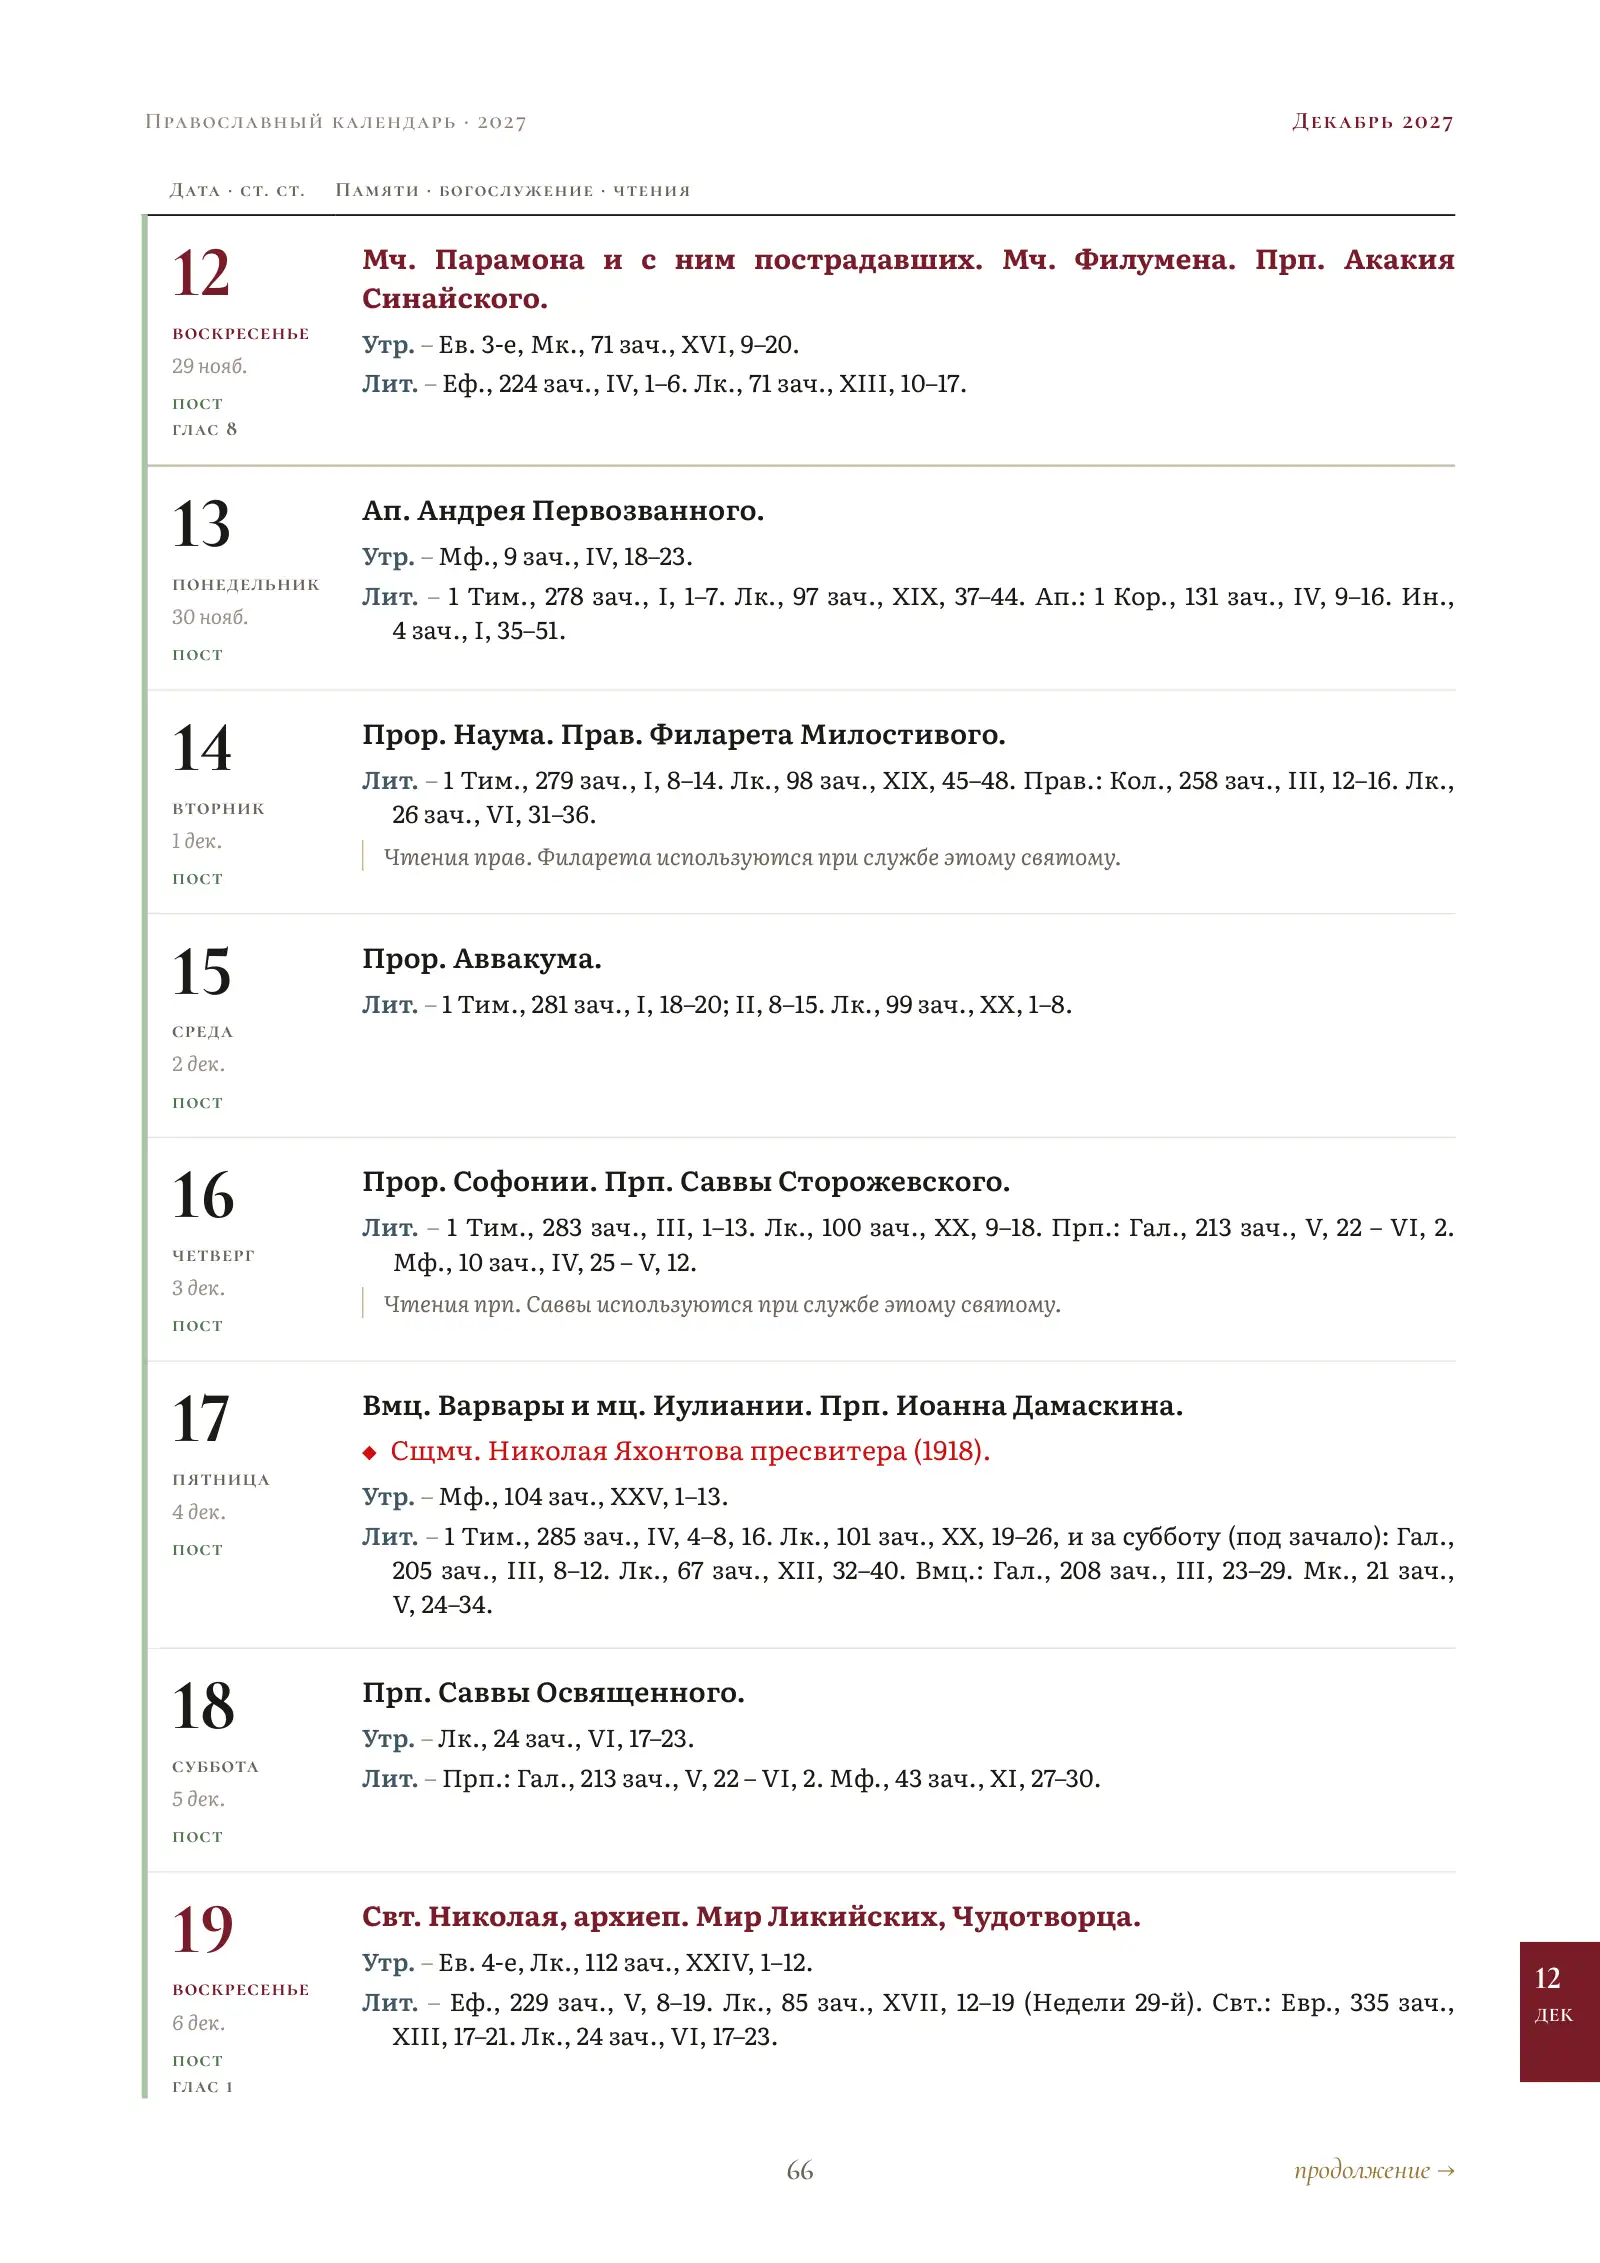 Православный календарь · 2027
Декабрь 2027
Дата · ст. ст. Памяти · богослужение · чтения
12
воскресенье
29 нояб.
пост
глас 8
Мч. Парамона и с ним пострадавших. Мч. Филумена. Прп. Акакия
Синайского.
Утр. – Ев. 3-е, Мк., 71 зач., XVI, 9–20.
Лит. – Еф., 224 зач., IV, 1–6. Лк., 71 зач., XIII, 10–17.
13
понедельник
30 нояб.
пост
Ап. Андрея Первозванного.
Утр. – Мф., 9 зач., IV, 18–23.
Лит. – 1 Тим., 278 зач., I, 1–7. Лк., 97 зач., XIX, 37–44. Ап.: 1 Кор., 131 зач., IV, 9–16. Ин.,
4 зач., I, 35–51.
14
вторник
1 дек.
пост
Прор. Наума. Прав. Филарета Милостивого.
Лит. – 1 Тим., 279 зач., I, 8–14. Лк., 98 зач., XIX, 45–48. Прав.: Кол., 258 зач., III, 12–16. Лк.,
26 зач., VI, 31–36.
Чтения прав. Филарета используются при службе этому святому.
15
среда
2 дек.
пост
Прор. Аввакума.
Лит. – 1 Тим., 281 зач., I, 18–20; II, 8–15. Лк., 99 зач., XX, 1–8.
16
четверг
3 дек.
пост
Прор. Софонии. Прп. Саввы Сторожевского.
Лит. – 1 Тим., 283 зач., III, 1–13. Лк., 100 зач., XX, 9–18. Прп.: Гал., 213 зач., V, 22 – VI, 2.
Мф., 10 зач., IV, 25 – V, 12.
Чтения прп. Саввы используются при службе этому святому.
17
пятница
4 дек.
пост
Вмц. Варвары и мц. Иулиании. Прп. Иоанна Дамаскина.
◆ Сщмч. Николая Яхонтова пресвитера (1918).
Утр. – Мф., 104 зач., XXV, 1–13.
Лит. – 1 Тим., 285 зач., IV, 4–8, 16. Лк., 101 зач., XX, 19–26, и за субботу (под зачало): Гал.,
205 зач., III, 8–12. Лк., 67 зач., XII, 32–40. Вмц.: Гал., 208 зач., III, 23–29. Мк., 21 зач.,
V, 24–34.
18
суббота
5 дек.
пост
Прп. Саввы Освященного.
Утр. – Лк., 24 зач., VI, 17–23.
Лит. – Прп.: Гал., 213 зач., V, 22 – VI, 2. Мф., 43 зач., XI, 27–30.
19
воскресенье
6 дек.
пост
глас 1
Свт. Николая, архиеп. Мир Ликийских, Чудотворца.
Утр. – Ев. 4-е, Лк., 112 зач., XXIV, 1–12.
Лит. – Еф., 229 зач., V, 8–19. Лк., 85 зач., XVII, 12–19 (Недели 29-й). Свт.: Евр., 335 зач.,
XIII, 17–21. Лк., 24 зач., VI, 17–23.
12
дек
66
продолжение →